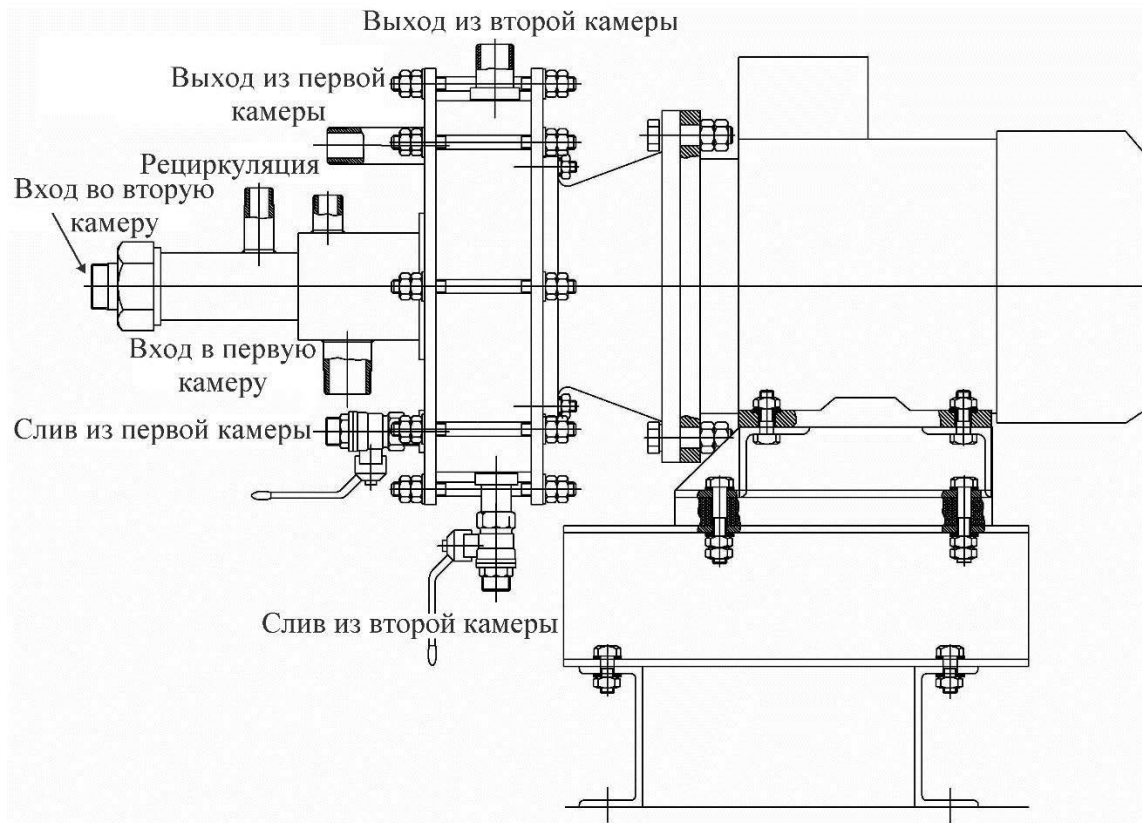 Выход из второй камеры
Выход из первой
камеры
Рециркуляция
Вход во вторую
камеру
Вход в первую
камеру
Слив из первой камеры
Слив из второй камеры